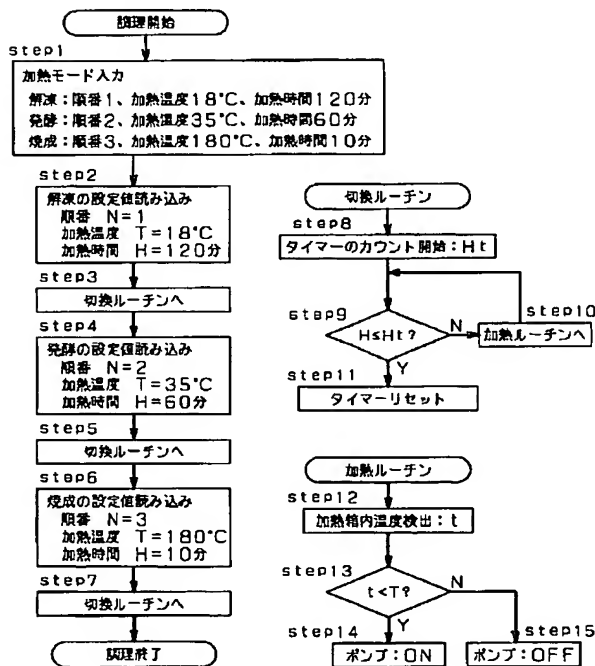 調理開始
step1
加熱モード入力
解凍：順番1、加熱温度18°C、加熱時間120分
発酵：順番2、加熱温度35°C、加熱時間60分
焼成：順番3、加熱温度180°C、加熱時間10分
step2
解凍の設定値読み込み
順番 N=1
加熱温度 T=18°C
加熱時間 H=120分
step3
切換ルーチンへ
step4
発酵の設定値読み込み
順番 N=2
加熱温度 T=35°C
加熱時間 H=60分
step5
切換ルーチンへ
step6
焼成の設定値読み込み
順番 N=3
加熱温度 T=180°C
加熱時間 H=10分
step7
切換ルーチンへ
調理終了
切換ルーチン
step8
タイマーのカウント開始：Ht
step9
H≤Ht?
N
Y
step10
加熱ルーチンへ
step11
タイマーリセット
加熱ルーチン
step12
加熱箱内温度検出：t
step13
t<T?
N
Y
step14
ポンプ：ON
step15
ポンプ：OFF